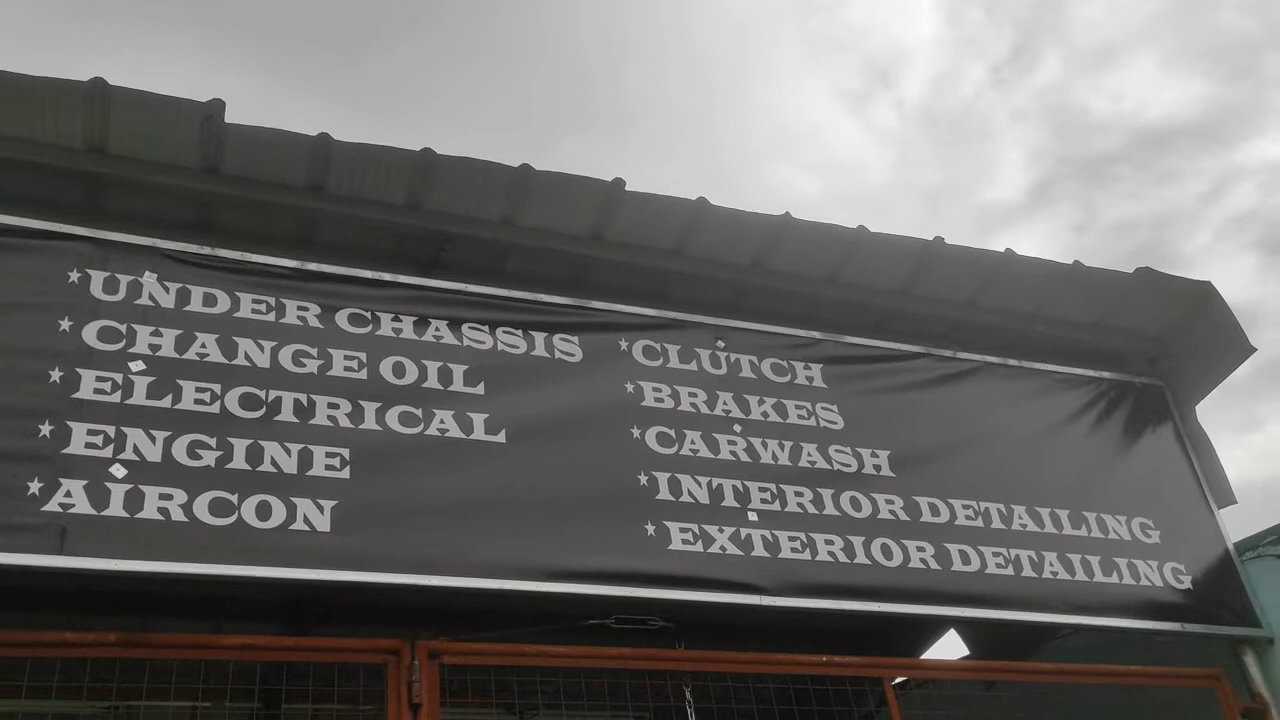 ★UNDER CHASSIS
★CHANGE OIL
★ELECTRICAL
★ENGINE
★AIRCON
★CLUTCH
★BRAKES
★CARWASH
★INTERIOR DETAILING
★EXTERIOR DETAILING